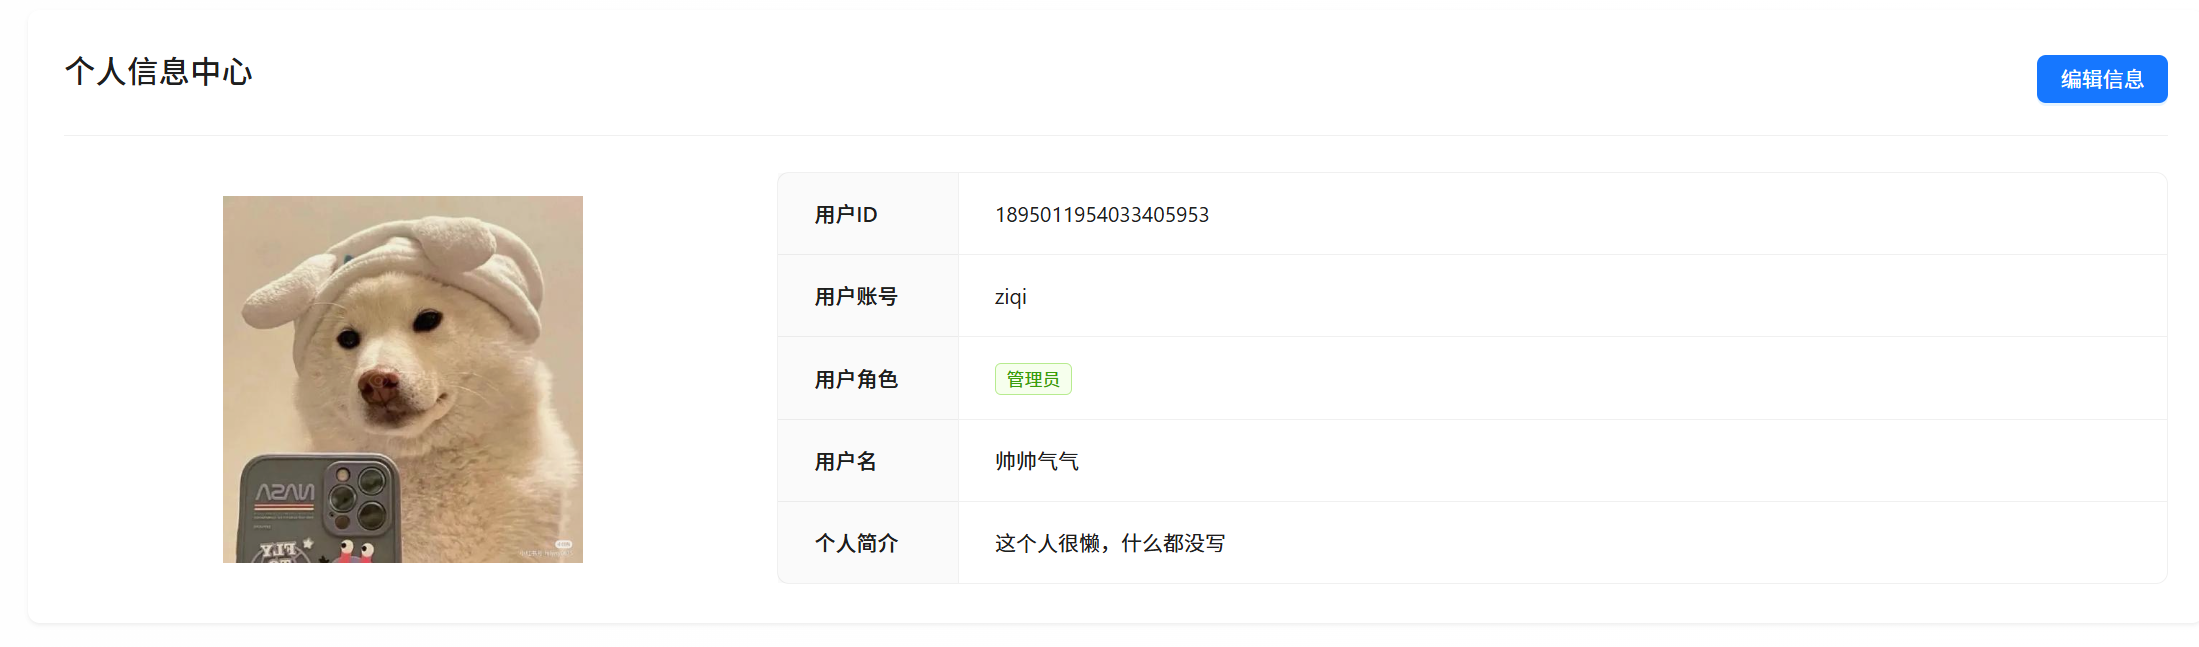 个人信息中心
编辑信息
用户ID
1895011954033405953
用户账号
ziqi
用户角色
管理员
用户名
帅帅气气
个人简介
这个人很懒，什么都没写
NASA